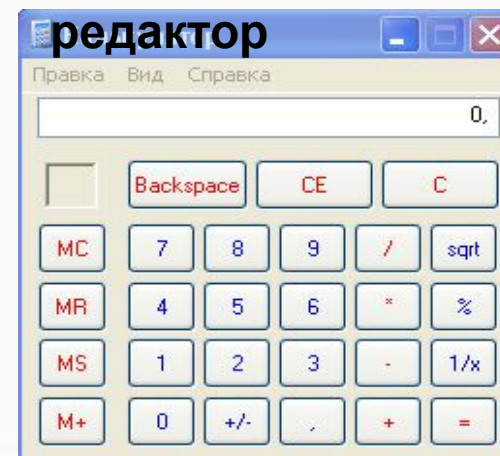 редактор
Правка Вид Справка
0,
Backspace CE C
MC 7 8 9 / sqrt
MR 4 5 6 * %
MS 1 2 3 - 1/x
M+ 0 +/- , + =